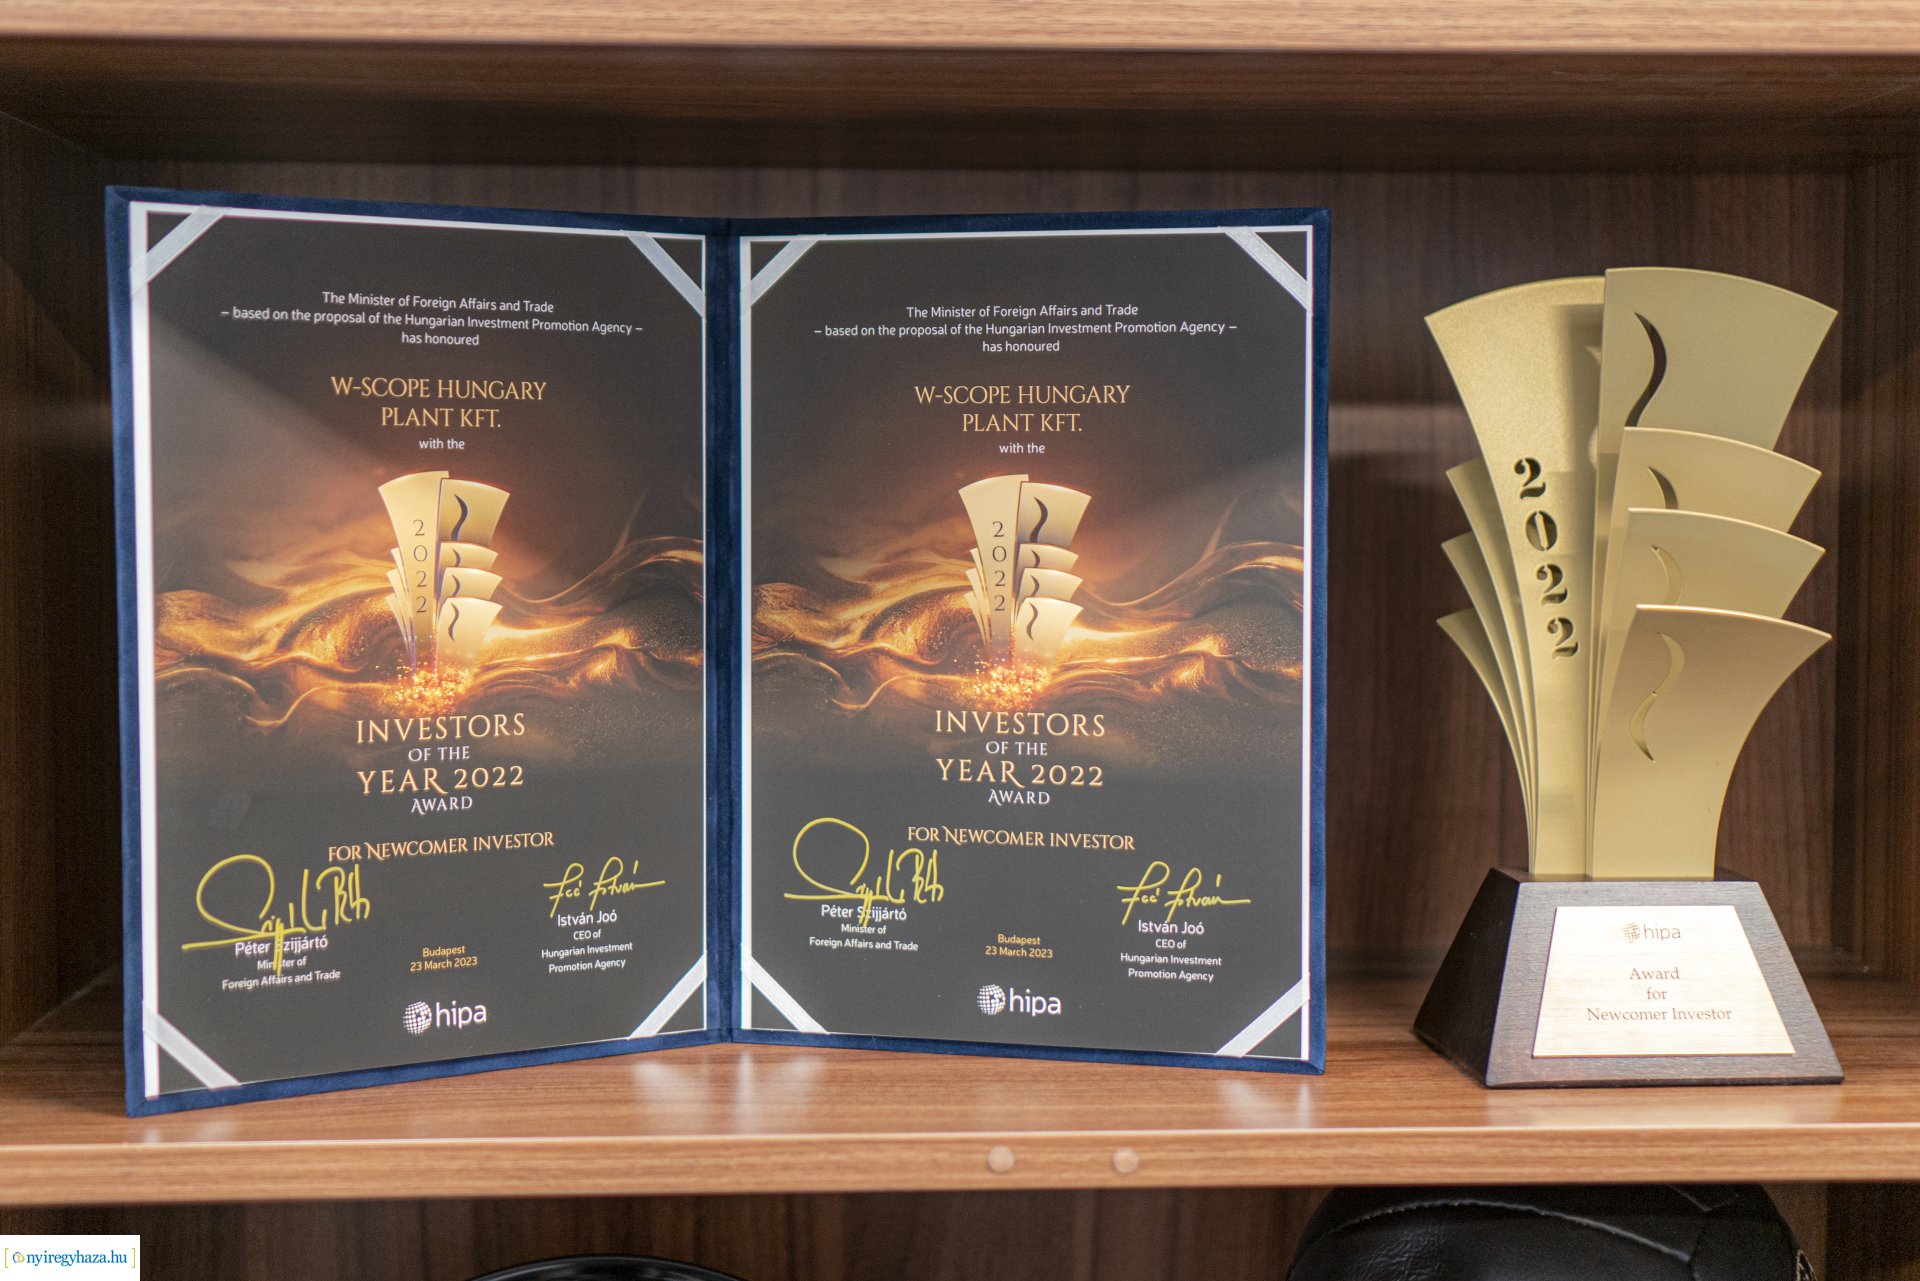 The Minister of Foreign Affairs and Trade
– based on the proposal of the Hungarian Investment Promotion Agency –
has honoured
W-SCOPE HUNGARY
PLANT KFT.
with the
2
0
2
2
INVESTORS
OF THE
YEAR 2022
AWARD
FOR NEWCOMER INVESTOR
Péter Szijjártó
Minister of
Foreign Affairs and Trade
Budapest
23 March 2023
István Joó
CEO of
Hungarian Investment
Promotion Agency
hipa
The Minister of Foreign Affairs and Trade
– based on the proposal of the Hungarian Investment Promotion Agency –
has honoured
W-SCOPE HUNGARY
PLANT KFT.
with the
2
0
2
2
INVESTORS
OF THE
YEAR 2022
AWARD
FOR NEWCOMER INVESTOR
Péter Szijjártó
Minister of
Foreign Affairs and Trade
Budapest
23 March 2023
István Joó
CEO of
Hungarian Investment
Promotion Agency
hipa
2
0
2
2
hipa
Award
for
Newcomer Investor
[nyiregyhaza.hu]